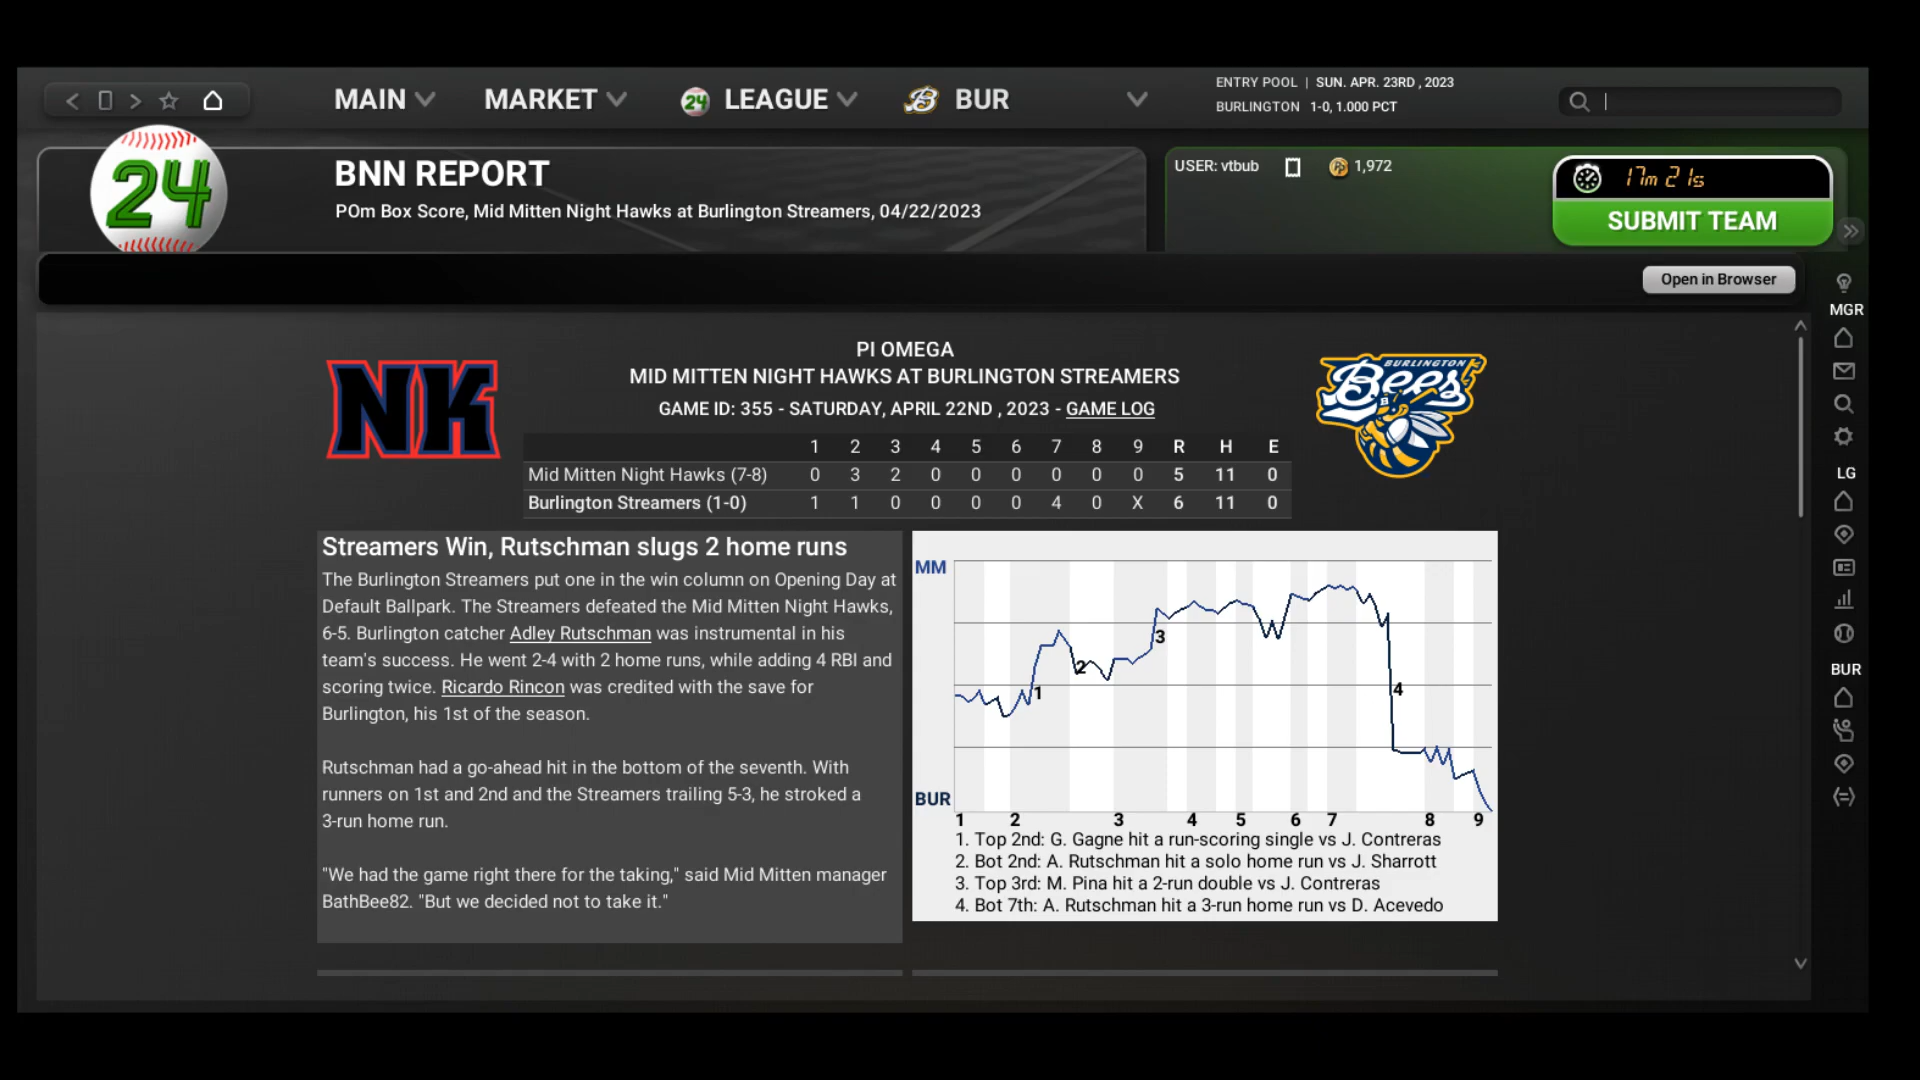 MAIN
MARKET
24 LEAGUE
B BUR
ENTRY POOL | SUN. APR. 23RD , 2023
BURLINGTON 1-0, 1.000 PCT
24
BNN REPORT
POm Box Score, Mid Mitten Night Hawks at Burlington Streamers, 04/22/2023
USER: vtbub 1,972
17m 21s
SUBMIT TEAM
Open in Browser
MGR
LG
BUR
NK
PI OMEGA
MID MITTEN NIGHT HAWKS AT BURLINGTON STREAMERS
GAME ID: 355 - SATURDAY, APRIL 22ND , 2023 - GAME LOG
BURLINGTON
Bees
1 2 3 4 5 6 7 8 9 R H E
Mid Mitten Night Hawks (7-8) 0 3 2 0 0 0 0 0 0 5 11 0
Burlington Streamers (1-0) 1 1 0 0 0 0 4 0 X 6 11 0
Streamers Win, Rutschman slugs 2 home runs
The Burlington Streamers put one in the win column on Opening Day at
Default Ballpark. The Streamers defeated the Mid Mitten Night Hawks,
6-5. Burlington catcher Adley Rutschman was instrumental in his
team's success. He went 2-4 with 2 home runs, while adding 4 RBI and
scoring twice. Ricardo Rincon was credited with the save for
Burlington, his 1st of the season.
Rutschman had a go-ahead hit in the bottom of the seventh. With
runners on 1st and 2nd and the Streamers trailing 5-3, he stroked a
3-run home run.
"We had the game right there for the taking," said Mid Mitten manager
BathBee82. "But we decided not to take it."
MM
1
2
3
4
BUR
1 2 3 4 5 6 7 8 9
1. Top 2nd: G. Gagne hit a run-scoring single vs J. Contreras
2. Bot 2nd: A. Rutschman hit a solo home run vs J. Sharrott
3. Top 3rd: M. Pina hit a 2-run double vs J. Contreras
4. Bot 7th: A. Rutschman hit a 3-run home run vs D. Acevedo